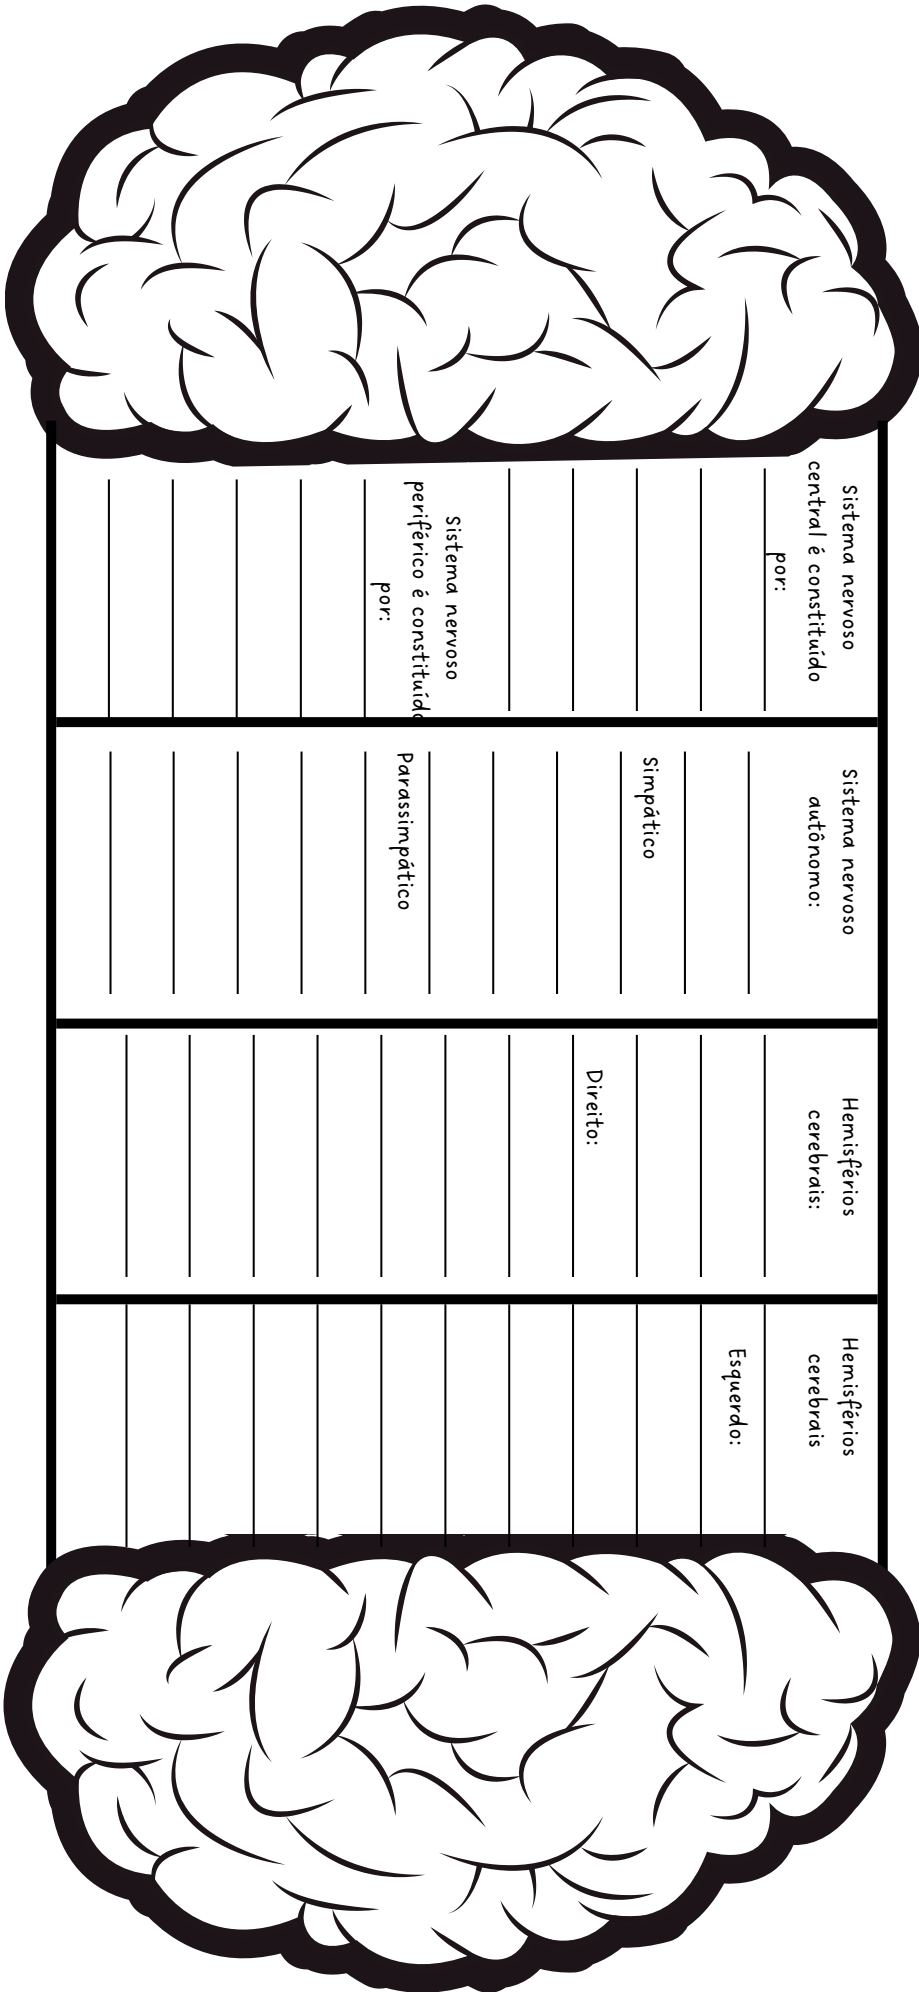 Sistema nervoso
central é constituído
por:
Sistema nervoso
periférico é constituído
por:
Sistema nervoso
autônomo:
Simpático
Parassimpático
Hemisférios
cerebrais:
Direito:
Hemisférios
cerebrais
Esquerdo: